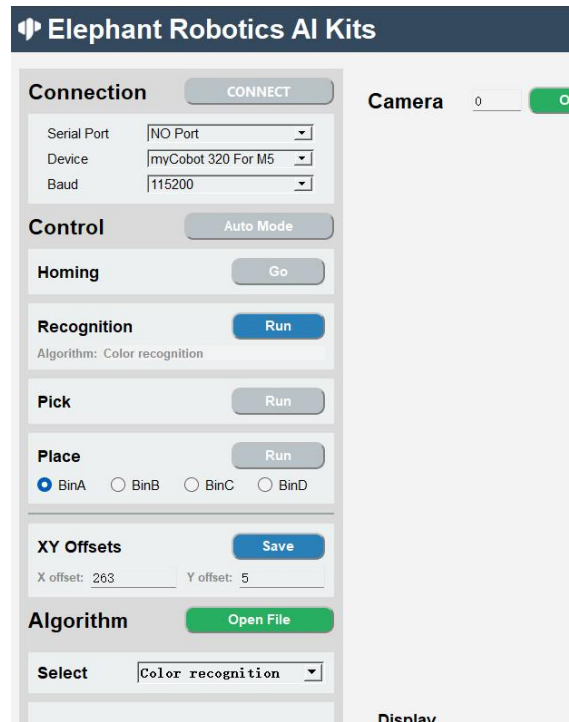 Elephant Robotics AI Kits
Connection CONNECT
Serial Port NO Port
Device myCobot 320 For M5
Baud 115200
Control Auto Mode
Homing Go
Recognition Run
Algorithm: Color recognition
Pick Run
Place Run
BinA BinB BinC BinD
XY Offsets Save
X offset: 263 Y offset: 5
Algorithm Open File
Select Color recognition
Camera 0
Display